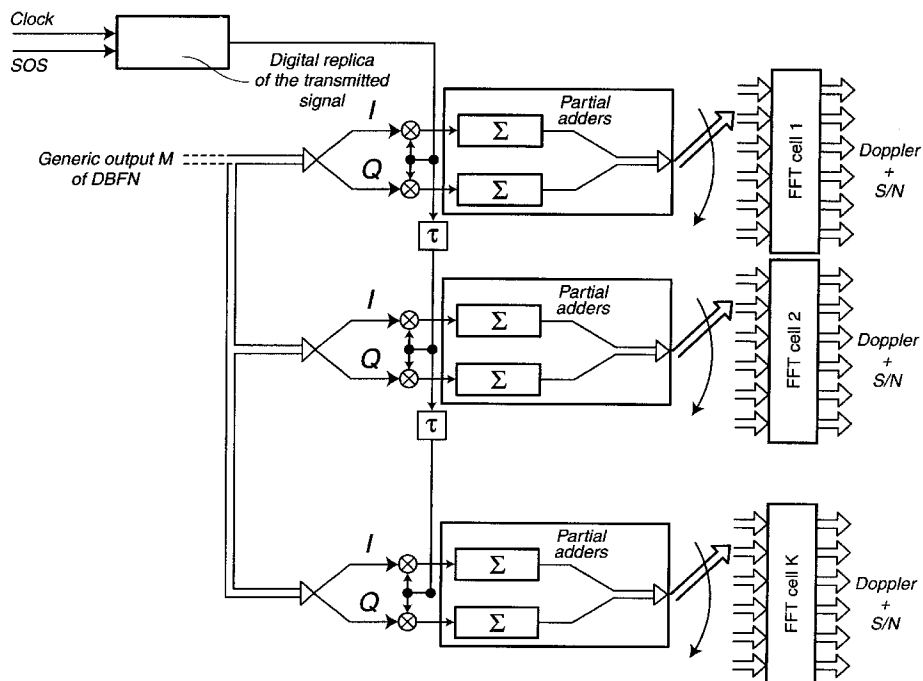 Clock
SOS
Digital replica
of the transmitted
signal
Generic output M
of DBFN
I
Q
Partial
adders
Σ
Σ
FFT cell 1
Doppler
+
S/N
τ
I
Q
Partial
adders
Σ
Σ
FFT cell 2
Doppler
+
S/N
τ
I
Q
Partial
adders
Σ
Σ
FFT cell K
Doppler
+
S/N